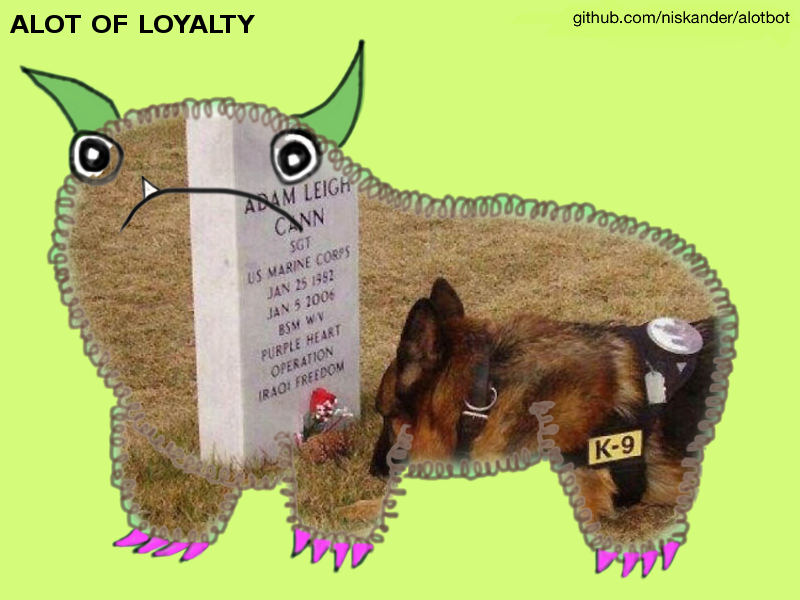 ALOT OF LOYALTY
github.com/niskander/alotbot
ADAM LEIGH
CANN
SGT
US MARINE CORPS
JAN 25 1982
JAN 5 2006
BSM W/V
PURPLE HEART
OPERATION
IRAQI FREEDOM
K-9